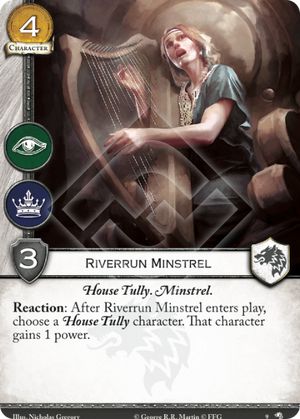 4
CHARACTER
3
RIVERRUN MINSTREL
House Tully. Minstrel.
Reaction: After Riverrun Minstrel enters play,
choose a House Tully character. That character
gains 1 power.
Illus. Nicholas Gregory © George R.R. Martin © FFG 9